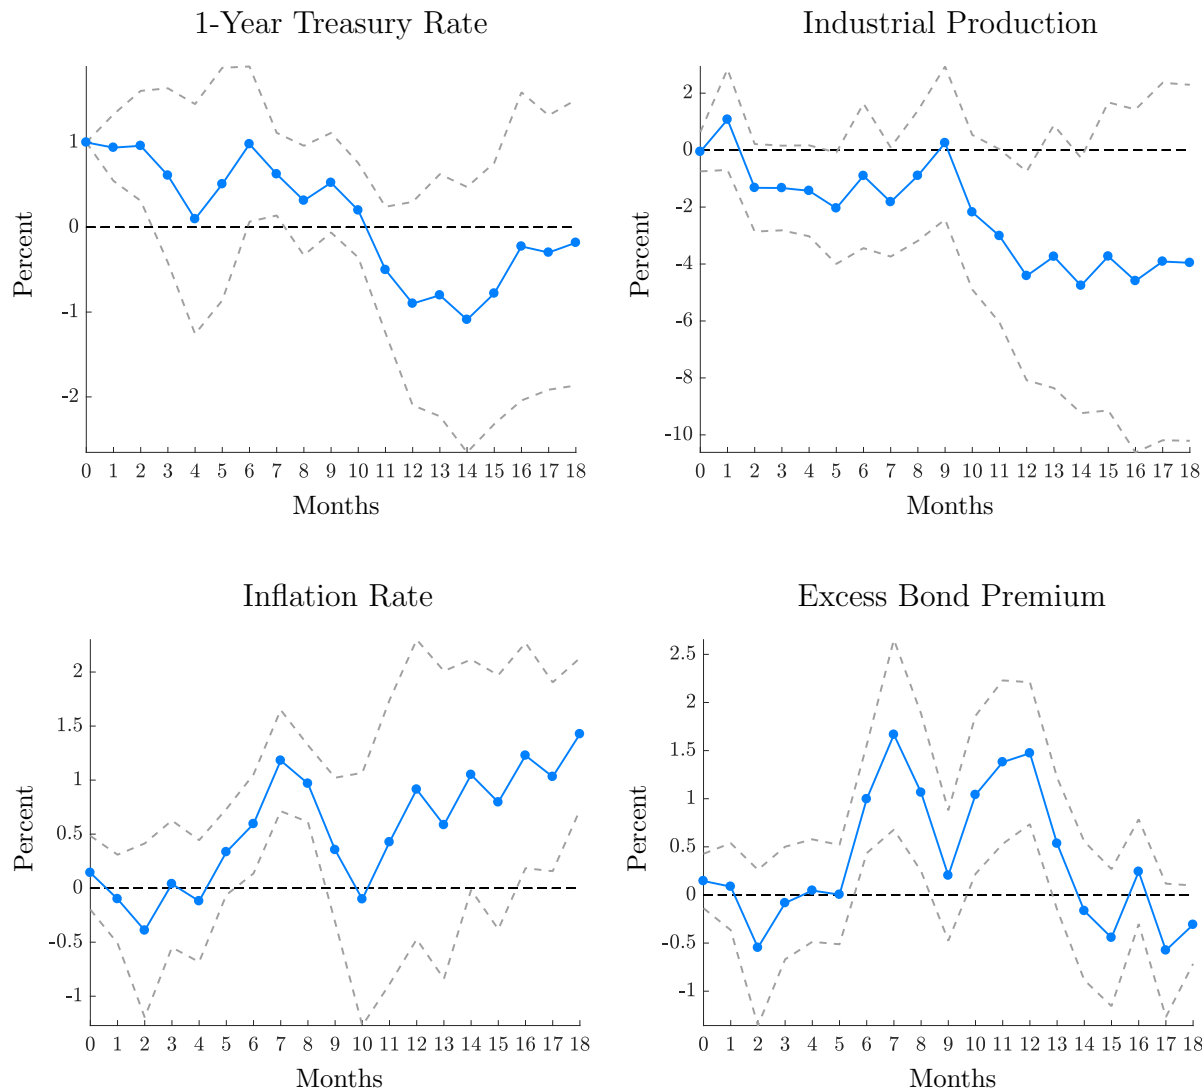 1-Year Treasury Rate
Percent
1
0
-1
-2
0 1 2 3 4 5 6 7 8 9 10 11 12 13 14 15 16 17 18
Months
Industrial Production
Percent
2
0
-2
-4
-6
-8
-10
0 1 2 3 4 5 6 7 8 9 10 11 12 13 14 15 16 17 18
Months
Inflation Rate
Percent
2
1.5
1
0.5
0
-0.5
-1
0 1 2 3 4 5 6 7 8 9 10 11 12 13 14 15 16 17 18
Months
Excess Bond Premium
Percent
2.5
2
1.5
1
0.5
0
-0.5
-1
0 1 2 3 4 5 6 7 8 9 10 11 12 13 14 15 16 17 18
Months